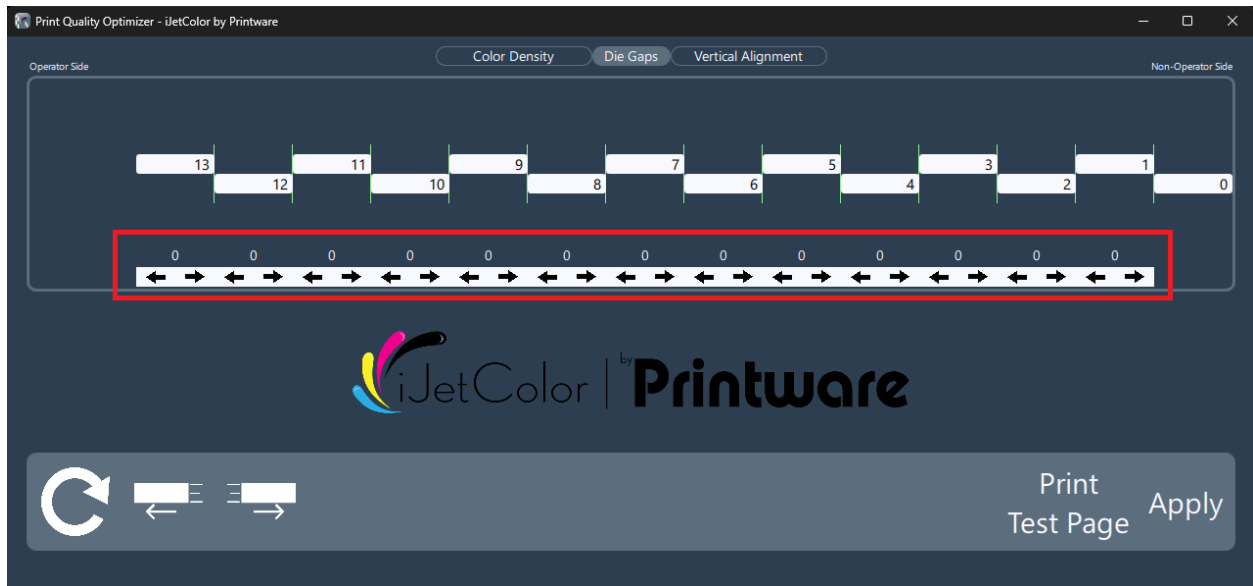 Print Quality Optimizer - iJetColor by Printware
Color Density Die Gaps Vertical Alignment
Operator Side Non-Operator Side
13 11 9 7 5 3 1
12 10 8 6 4 2 0
0 0 0 0 0 0 0 0 0 0 0 0 0
iJetColor by Printware
Print
Test Page
Apply